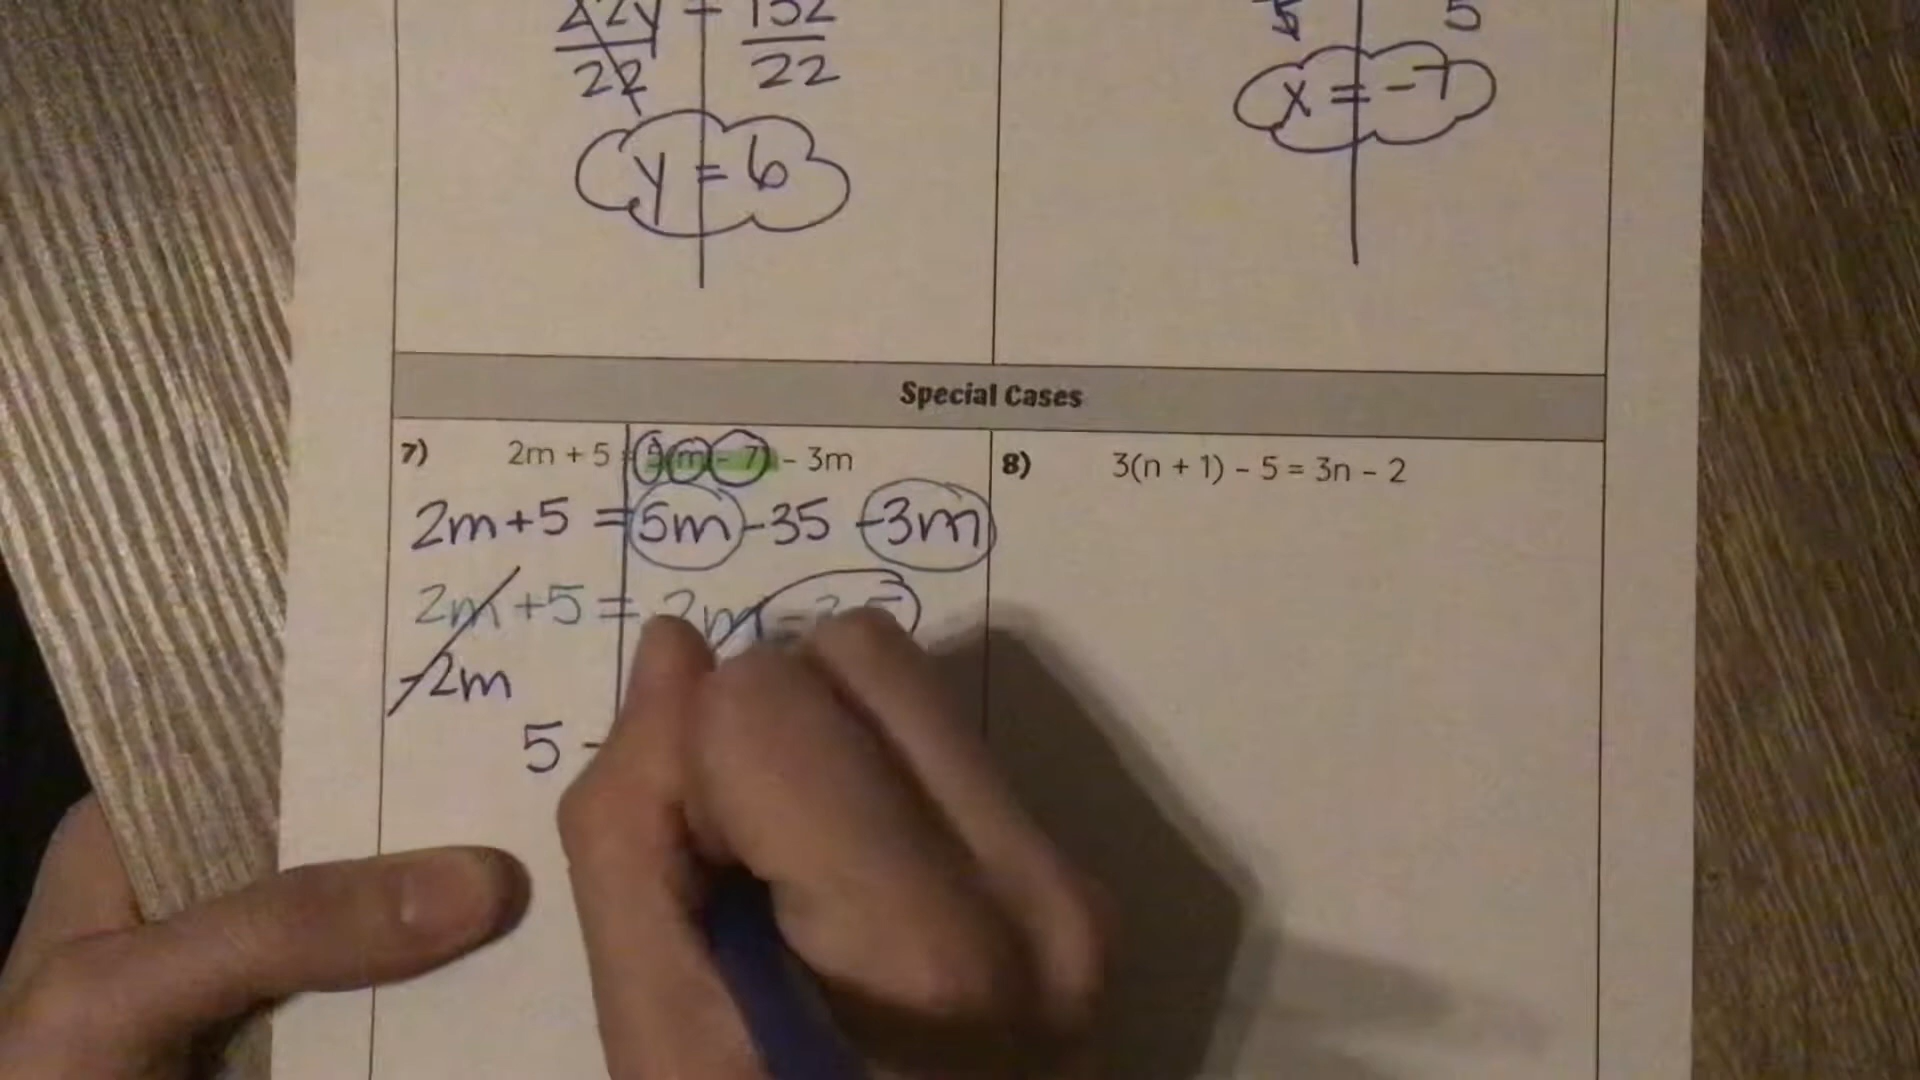 22y = 132
22 22
y = 6
5
x = -7
Special Cases
7) 2m + 5 = 5(m - 7) - 3m
2m+5 = 5m -35 -3m
2m +5 = 2m
-2m
5
8) 3(n + 1) - 5 = 3n - 2